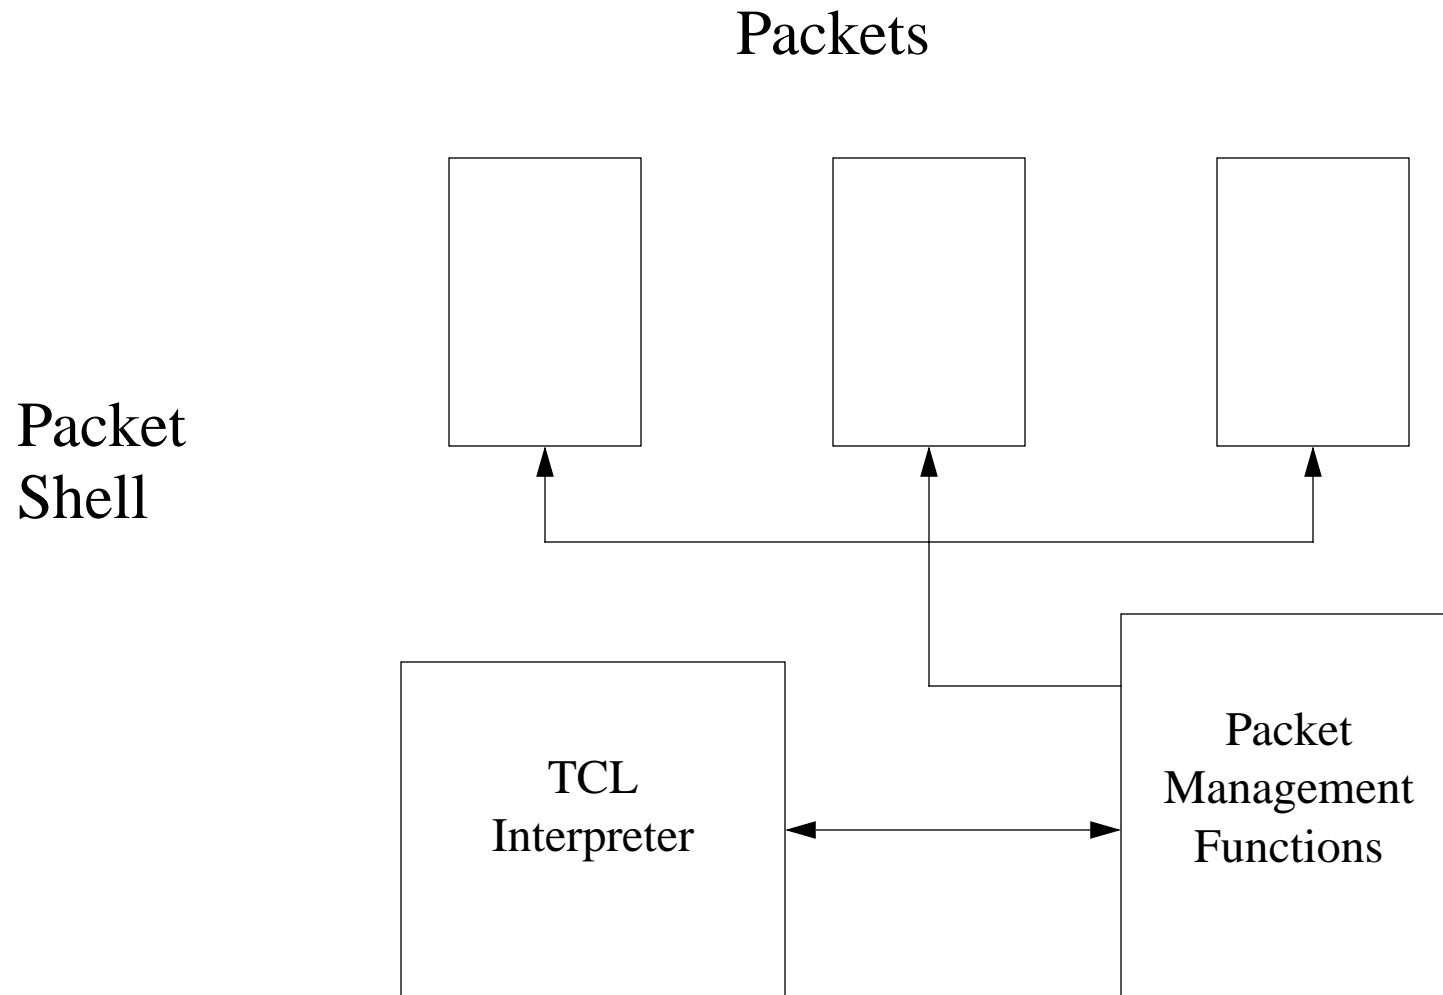 Packets
Packet
Shell
TCL
Interpreter
Packet
Management
Functions